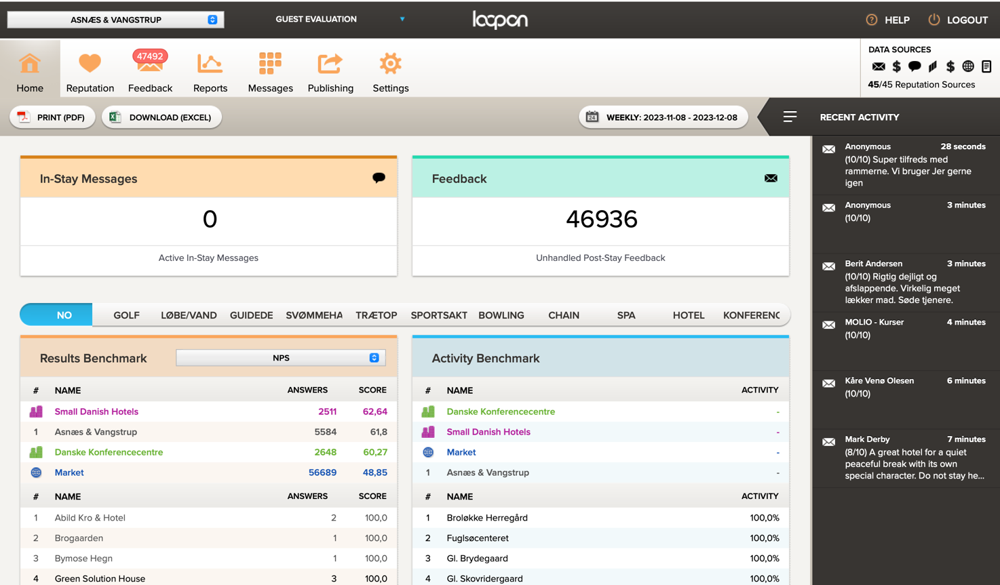 ASNÆS & VANGSTRUP
GUEST EVALUATION
loopon
HELP
LOGOUT
Home
Reputation
47492
Feedback
Reports
Messages
Publishing
Settings
DATA SOURCES
45/45 Reputation Sources
PRINT (PDF)
DOWNLOAD (EXCEL)
24
WEEKLY: 2023-11-08 - 2023-12-08
RECENT ACTIVITY
In-Stay Messages
0
Active In-Stay Messages
Feedback
46936
Unhandled Post-Stay Feedback
NO GOLF LØBE/VAND GUIDEDE SVØMMEHA TRÆTOP SPORTSAKT BOWLING CHAIN SPA HOTEL KONFERENC
Results Benchmark NPS
# NAME ANSWERS SCORE
Small Danish Hotels 2511 62,64
1 Asnæs & Vangstrup 5584 61,8
Danske Konferencecentre 2648 60,27
Market 56689 48,85
# NAME ANSWERS SCORE
1 Abild Kro & Hotel 2 100,0
2 Brogaarden 1 100,0
3 Bymose Hegn 1 100,0
4 Green Solution House 3 100,0
Activity Benchmark
# NAME ACTIVITY
Danske Konferencecentre -
Small Danish Hotels -
Market -
1 Asnæs & Vangstrup -
# NAME ACTIVITY
1 Broløkke Herregård 100,0%
2 Fuglsøcenteret 100,0%
3 Gl. Brydegaard 100,0%
4 Gl. Skovridergaard 100,0%
Anonymous 28 seconds
(10/10) Super tilfreds med
rammerne. Vi bruger Jer gerne
igen
Anonymous 3 minutes
(10/10)
Berit Andersen 3 minutes
(10/10) Rigtig dejligt og
afslappende. Virkelig meget
lækker mad. Søde tjenere.
MOLIO - Kurser 4 minutes
(10/10)
Kåre Venø Olesen 6 minutes
(10/10)
Mark Derby 7 minutes
(8/10) A great hotel for a quiet
peaceful break with its own
special character. Do not stay he...